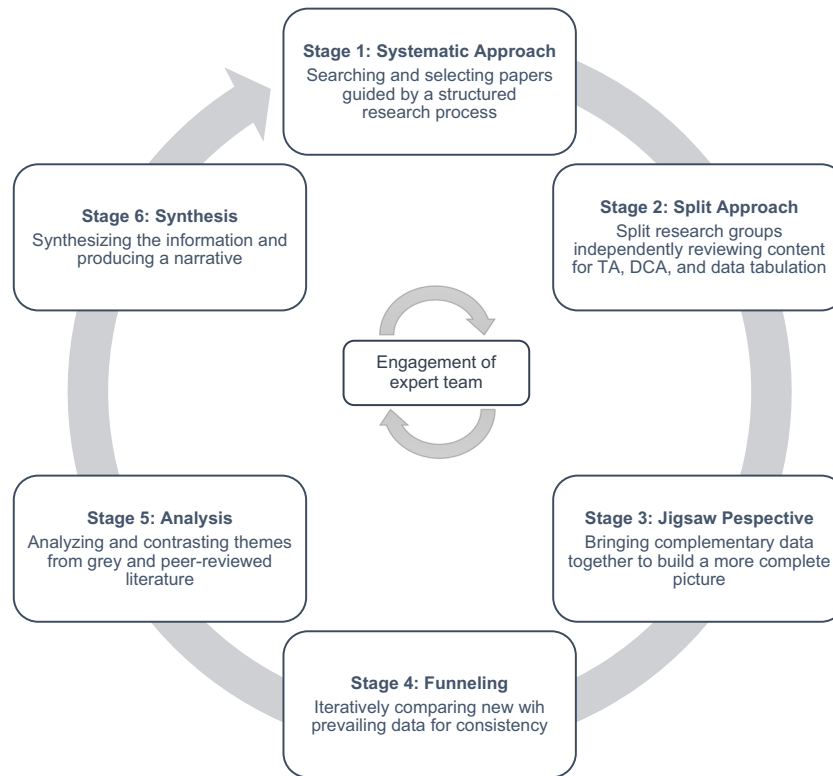 Stage 1: Systematic Approach
Searching and selecting papers
guided by a structured
research process
Stage 2: Split Approach
Split research groups
independently reviewing content
for TA, DCA, and data tabulation
Stage 3: Jigsaw Pespective
Bringing complementary data
together to build a more complete
picture
Stage 4: Funneling
Iteratively comparing new wih
prevailing data for consistency
Stage 5: Analysis
Analyzing and contrasting themes
from grey and peer-reviewed
literature
Stage 6: Synthesis
Synthesizing the information and
producing a narrative
Engagement of
expert team